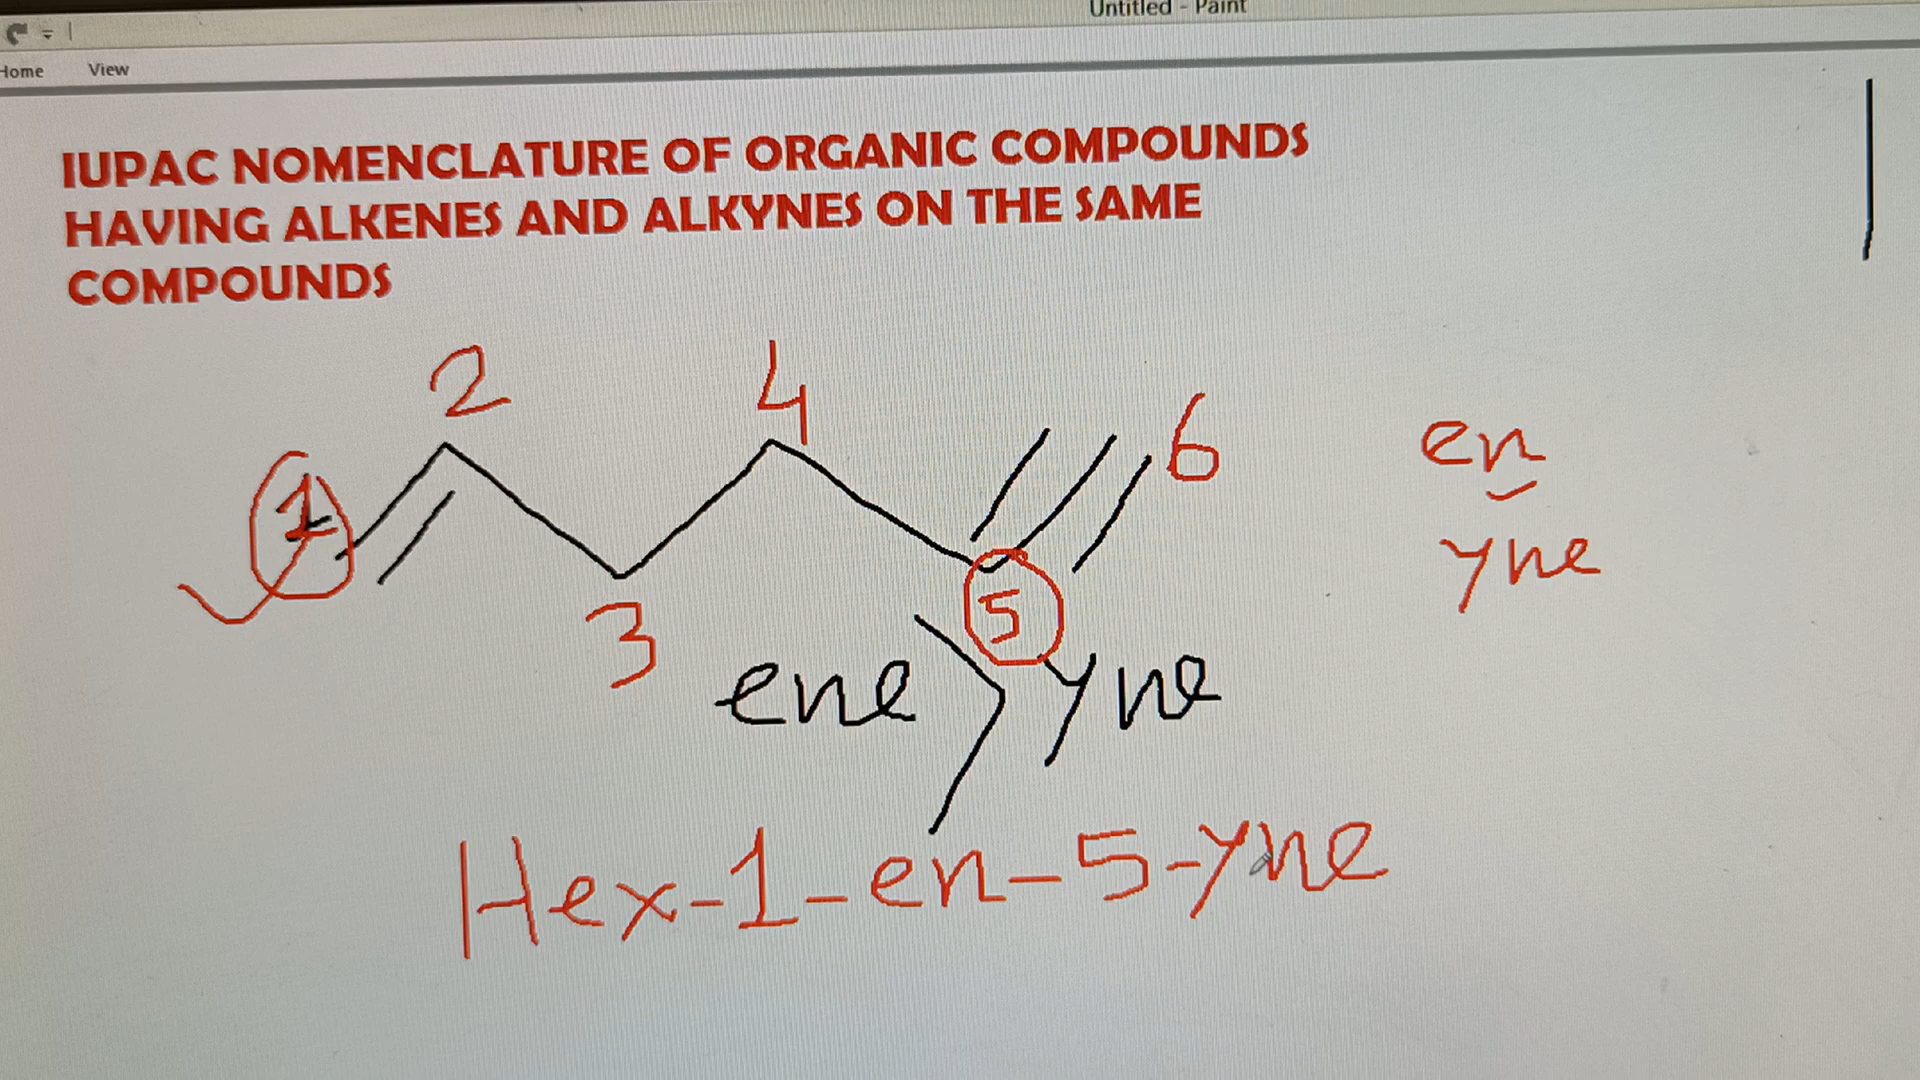 Untitled - Paint
Home View
IUPAC NOMENCLATURE OF ORGANIC COMPOUNDS
HAVING ALKENES AND ALKYNES ON THE SAME
COMPOUNDS
2 4
1 6
en
yne
3 5
ene yne
Hex-1-en-5-yne